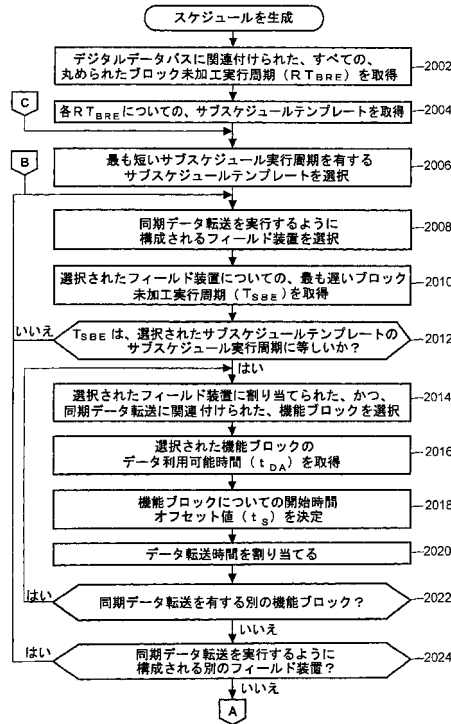 スケジュールを生成
デジタルデータバスに関連付けられた、すべての、
丸められたブロック未加工実行周期(RTBRE)を取得
2002
C
各RTBREについての、サブスケジュールテンプレートを取得
2004
B
最も短いサブスケジュール実行周期を有する
サブスケジュールテンプレートを選択
2006
同期データ転送を実行するように
構成されるフィールド装置を選択
2008
選択されたフィールド装置についての、最も遅いブロック
未加工実行周期(TSBE)を取得
2010
いいえ
TSBEは、選択されたサブスケジュールテンプレートの
サブスケジュール実行周期に等しいか?
2012
はい
選択されたフィールド装置に割り当てられた、かつ、
同期データ転送に関連付けられた、機能ブロックを選択
2014
選択された機能ブロックの
データ利用可能時間(tDA)を取得
2016
機能ブロックについての開始時間
オフセット値(tS)を決定
2018
データ転送時間を割り当てる
2020
はい
同期データ転送を有する別の機能ブロック?
2022
いいえ
はい
同期データ転送を実行するように
構成される別のフィールド装置?
2024
いいえ
A